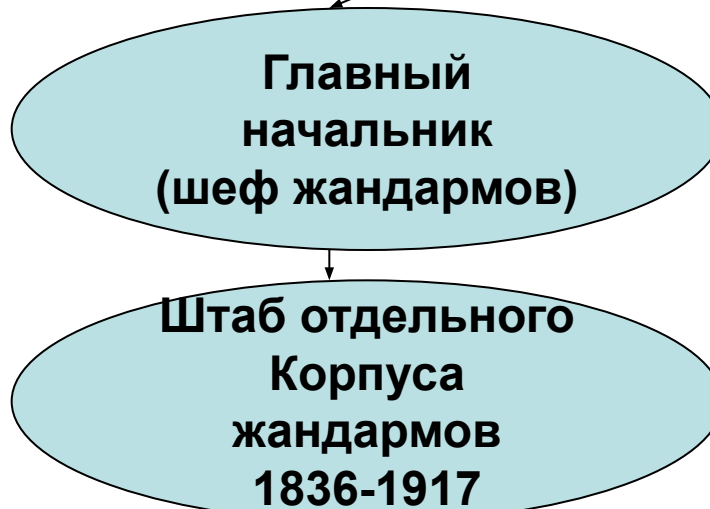 Главный
начальник
(шеф жандармов)
Штаб отдельного
Корпуса
жандармов
1836-1917